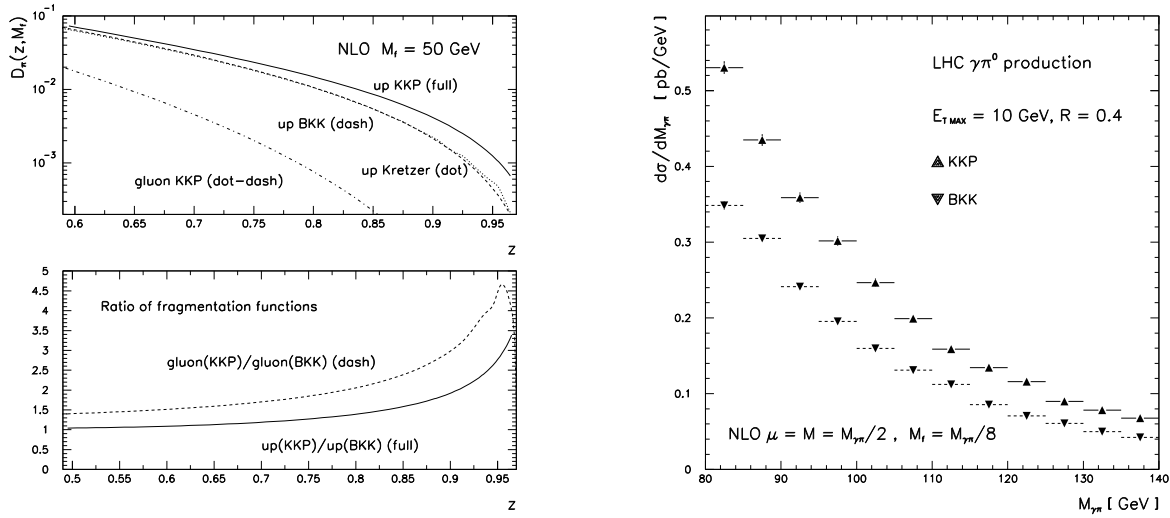 D_π(z,M_f)
NLO M_f = 50 GeV
up KKP (full)
up BKK (dash)
up Kretzer (dot)
gluon KKP (dot-dash)
10^-1
10^-2
10^-3
0.6 0.65 0.7 0.75 0.8 0.85 0.9 0.95
z
5
4.5
4
3.5
3
2.5
2
1.5
1
0.5
0
Ratio of fragmentation functions
gluon(KKP)/gluon(BKK) (dash)
up(KKP)/up(BKK) (full)
0.5 0.55 0.6 0.65 0.7 0.75 0.8 0.85 0.9 0.95
z
dσ/dM_γπ [ pb/GeV ]
LHC γπ⁰ production
E_T MAX = 10 GeV, R = 0.4
KKP
BKK
NLO μ = M = M_γπ/2 , M_f = M_γπ/8
0.5
0.4
0.3
0.2
0.1
0
80 90 100 110 120 130 140
M_γπ [ GeV ]